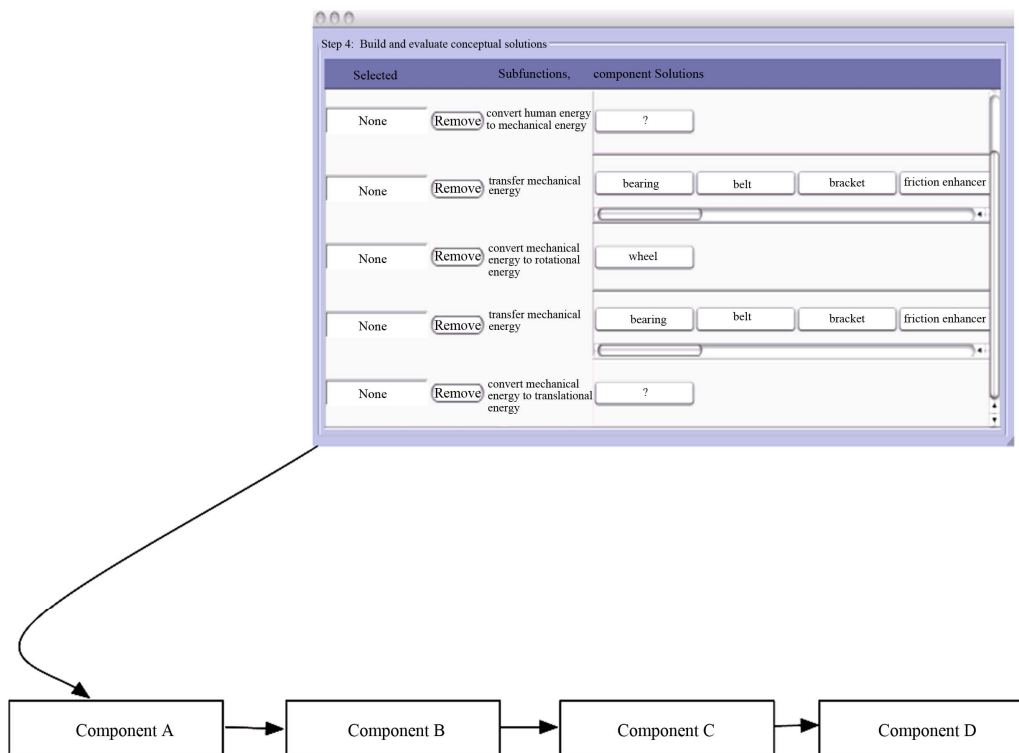 Step 4: Build and evaluate conceptual solutions
Selected Subfunctions, component Solutions
None Remove convert human energy
to mechanical energy
?
None Remove transfer mechanical
energy
bearing belt bracket friction enhancer
None Remove convert mechanical
energy to rotational
energy
wheel
None Remove transfer mechanical
energy
bearing belt bracket friction enhancer
None Remove convert mechanical
energy to translational
energy
?
Component A Component B Component C Component D